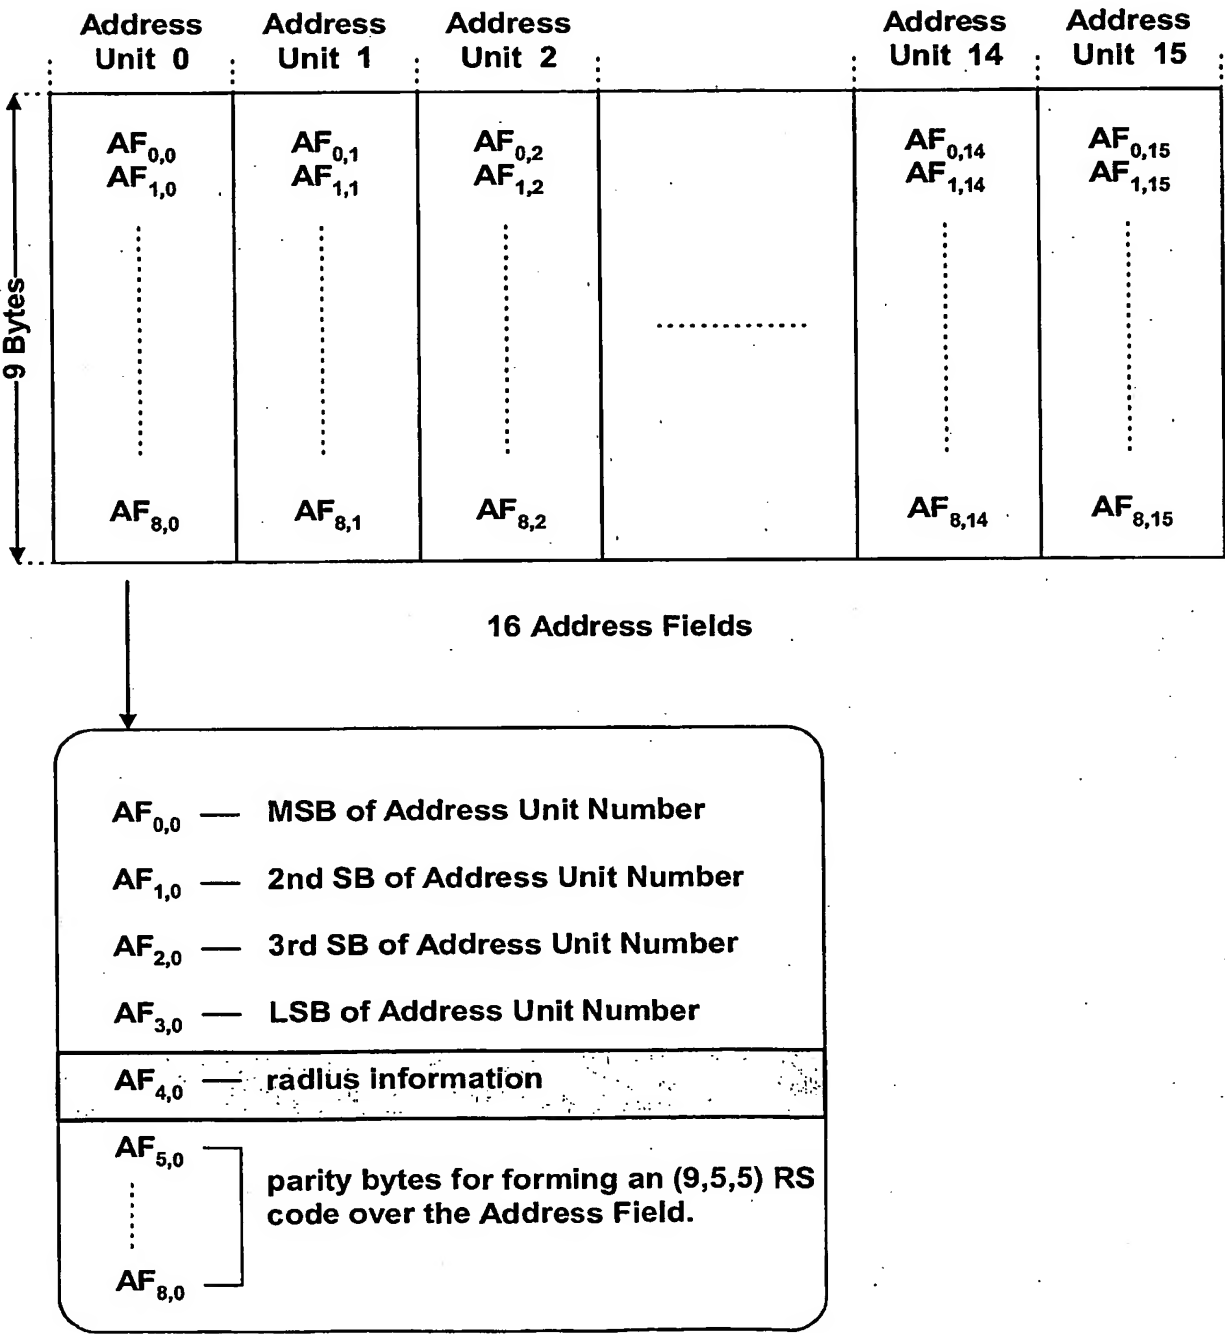 Address Unit 0 Address Unit 1 Address Unit 2 Address Unit 14 Address Unit 15
AF0,0 AF0,1 AF0,2 AF0,14 AF0,15
AF1,0 AF1,1 AF1,2 AF1,14 AF1,15
9 Bytes
AF8,0 AF8,1 AF8,2 AF8,14 AF8,15
16 Address Fields
AF0,0 — MSB of Address Unit Number
AF1,0 — 2nd SB of Address Unit Number
AF2,0 — 3rd SB of Address Unit Number
AF3,0 — LSB of Address Unit Number
AF4,0 — radius information
AF5,0
parity bytes for forming an (9,5,5) RS
code over the Address Field.
AF8,0